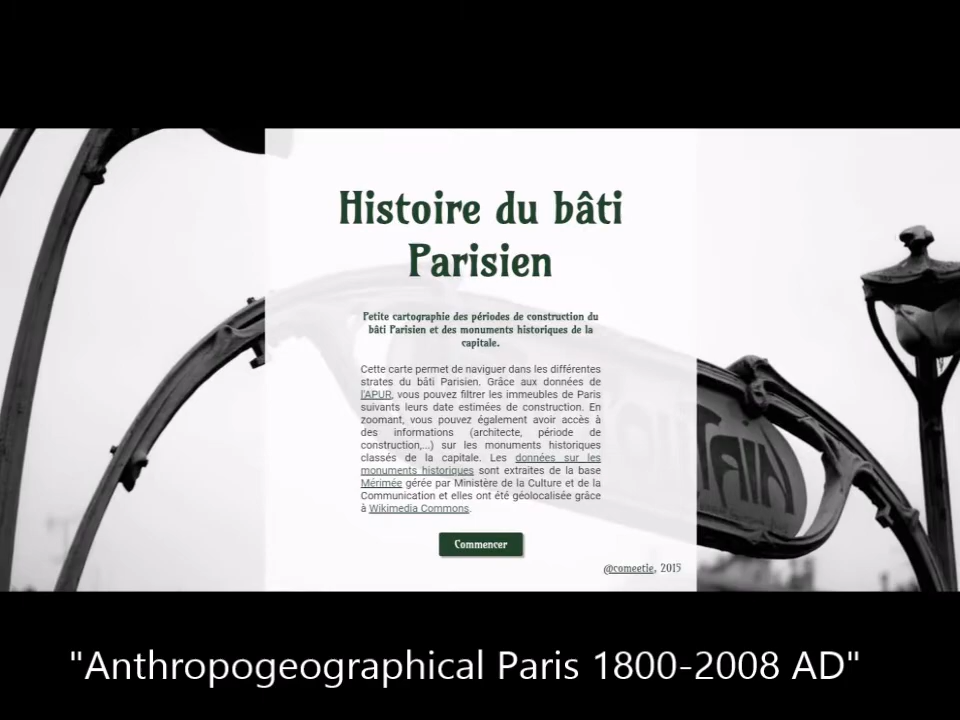 Histoire du bâti
Parisien
Petite cartographie des périodes de construction du
bâti Parisien et des monuments historiques de la
capitale.
Cette carte permet de naviguer dans les différentes
strates du bâti Parisien. Grâce aux données de
l'APUR, vous pouvez filtrer les immeubles de Paris
suivants leurs date estimées de construction. En
zoomant, vous pouvez également avoir accès à
des informations (architecte, période de
construction,...) sur les monuments historiques
classés de la capitale. Les données sur les
monuments historiques sont extraites de la base
Mérimée gérée par Ministère de la Culture et de la
Communication et elles ont été géolocalisée grâce
à Wikimedia Commons.
Commencer
@comeetie, 2015
"Anthropogeographical Paris 1800-2008 AD"